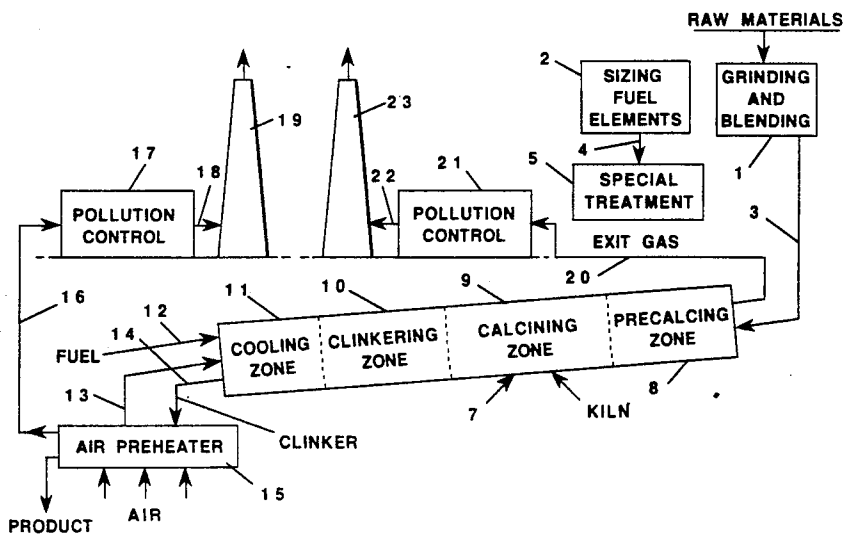 RAW MATERIALS
2
SIZING
FUEL
ELEMENTS
GRINDING
AND
BLENDING
4
1
5
SPECIAL
TREATMENT
3
19
23
17
18
POLLUTION
CONTROL
22
21
POLLUTION
CONTROL
EXIT GAS
20
16
12
14
11
10
9
FUEL
COOLING
ZONE
CLINKERING
ZONE
CALCINING
ZONE
PRECALCING
ZONE
13
7
KILN
8
AIR PREHEATER
CLINKER
15
PRODUCT
AIR